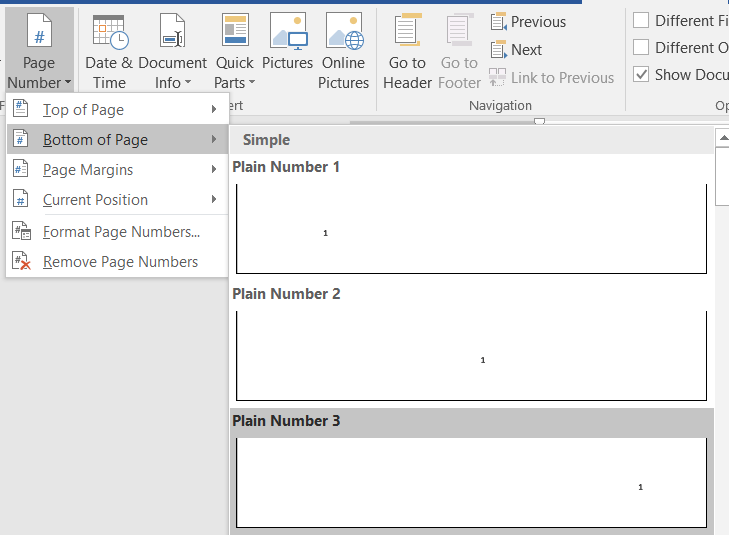 Page
Number
Date &
Time
Document
Info
Quick
Parts
Pictures
Online
Pictures
Go to
Header
Go to
Footer
Previous
Next
Link to Previous
Navigation
Different Fi
Different O
Show Docu
Op
ert
Top of Page
Bottom of Page
Page Margins
Current Position
Format Page Numbers...
Remove Page Numbers
Simple
Plain Number 1
1
Plain Number 2
1
Plain Number 3
1